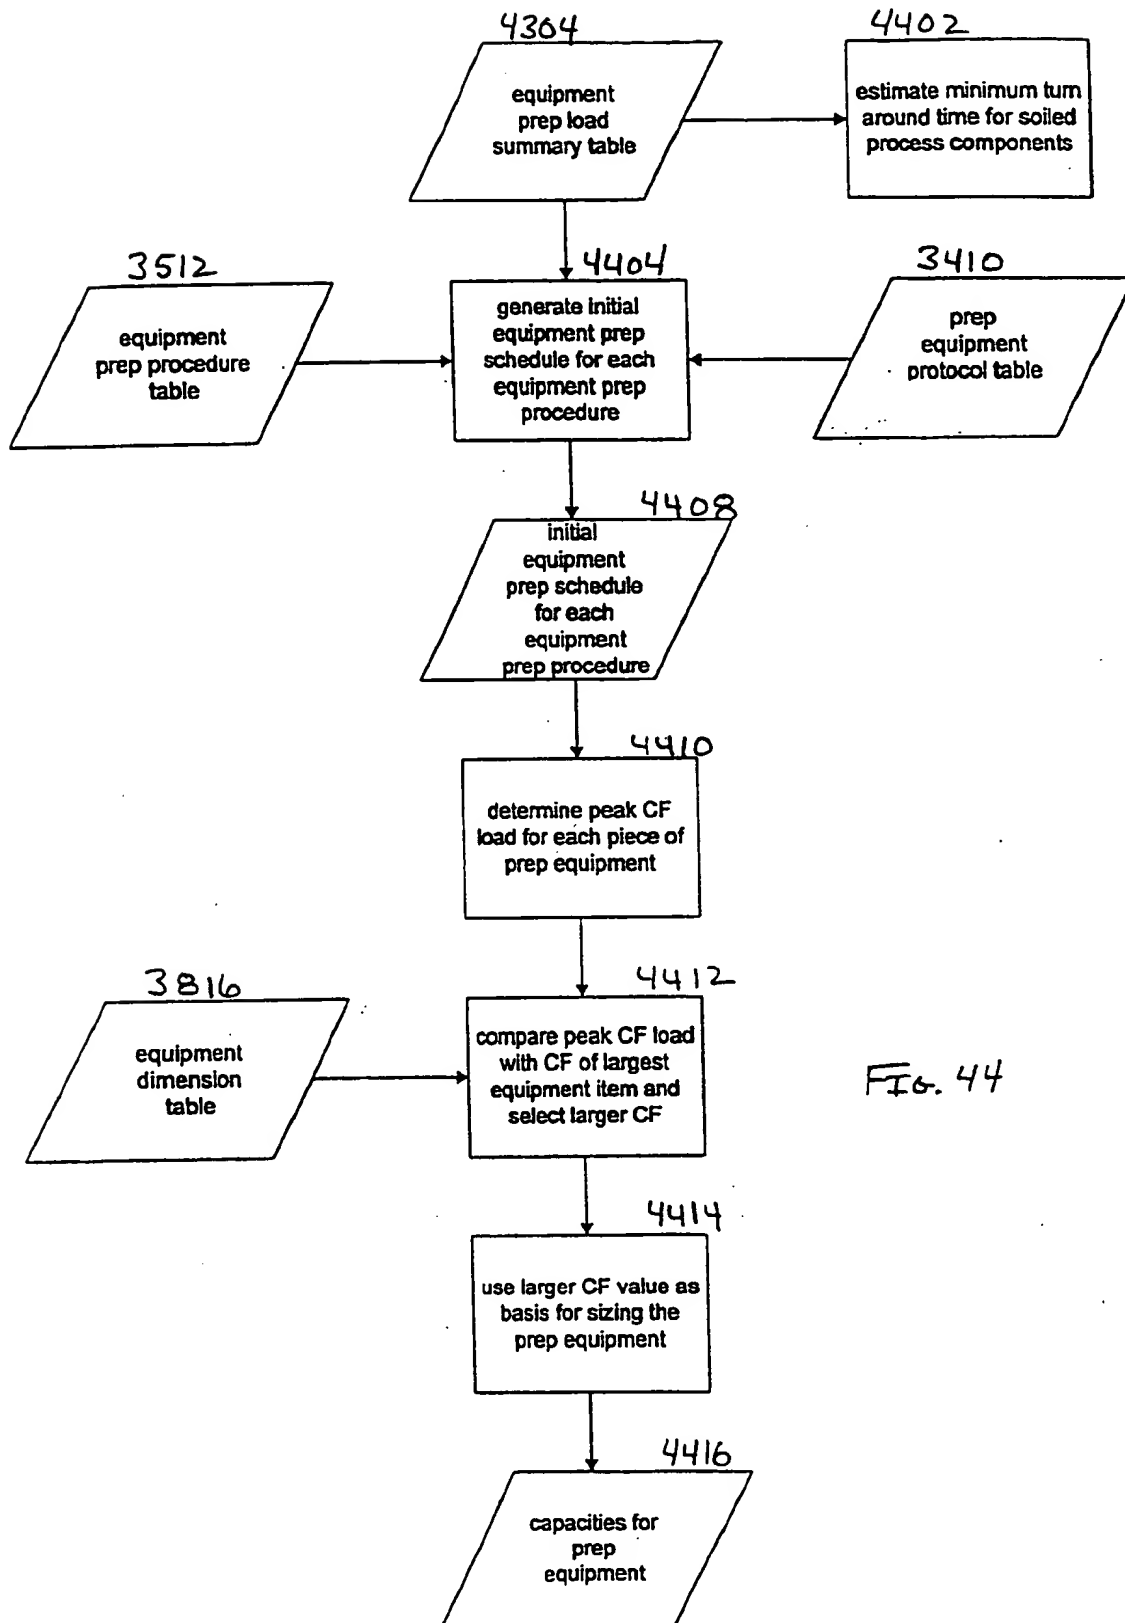 4304
equipment
prep load
summary table
4402
estimate minimum turn
around time for soiled
process components
3512
equipment
prep procedure
table
4404
generate initial
equipment prep
schedule for each
equipment prep
procedure
3410
prep
equipment
protocol table
4408
initial
equipment
prep schedule
for each
equipment
prep procedure
4410
determine peak CF
load for each piece of
prep equipment
3816
equipment
dimension
table
4412
compare peak CF load
with CF of largest
equipment item and
select larger CF
FIG. 44
4414
use larger CF value as
basis for sizing the
prep equipment
4416
capacities for
prep
equipment